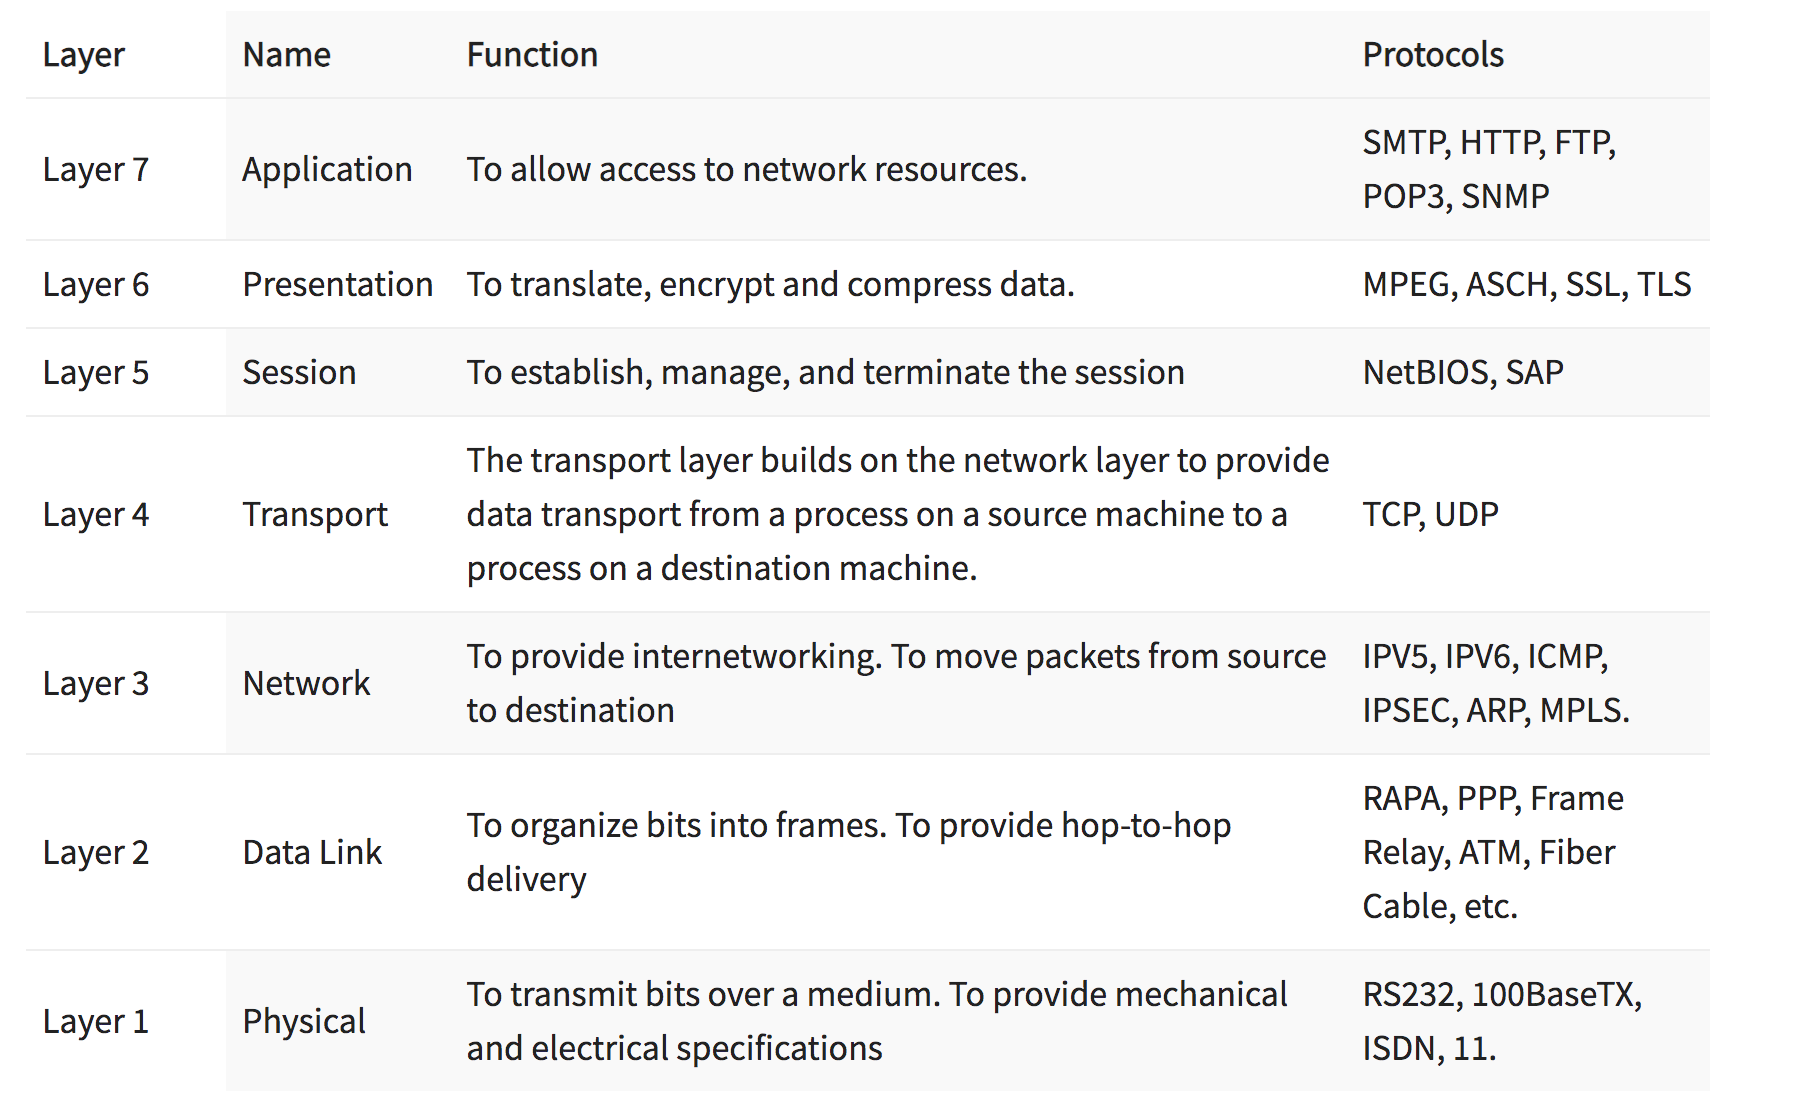 Layer Name Function Protocols
Layer 7 Application To allow access to network resources. SMTP, HTTP, FTP,
POP3, SNMP
Layer 6 Presentation To translate, encrypt and compress data. MPEG, ASCH, SSL, TLS
Layer 5 Session To establish, manage, and terminate the session NetBIOS, SAP
Layer 4 Transport The transport layer builds on the network layer to provide
data transport from a process on a source machine to a
process on a destination machine. TCP, UDP
Layer 3 Network To provide internetworking. To move packets from source
to destination IPV5, IPV6, ICMP,
IPSEC, ARP, MPLS.
Layer 2 Data Link To organize bits into frames. To provide hop-to-hop
delivery RAPA, PPP, Frame
Relay, ATM, Fiber
Cable, etc.
Layer 1 Physical To transmit bits over a medium. To provide mechanical
and electrical specifications RS232, 100BaseTX,
ISDN, 11.